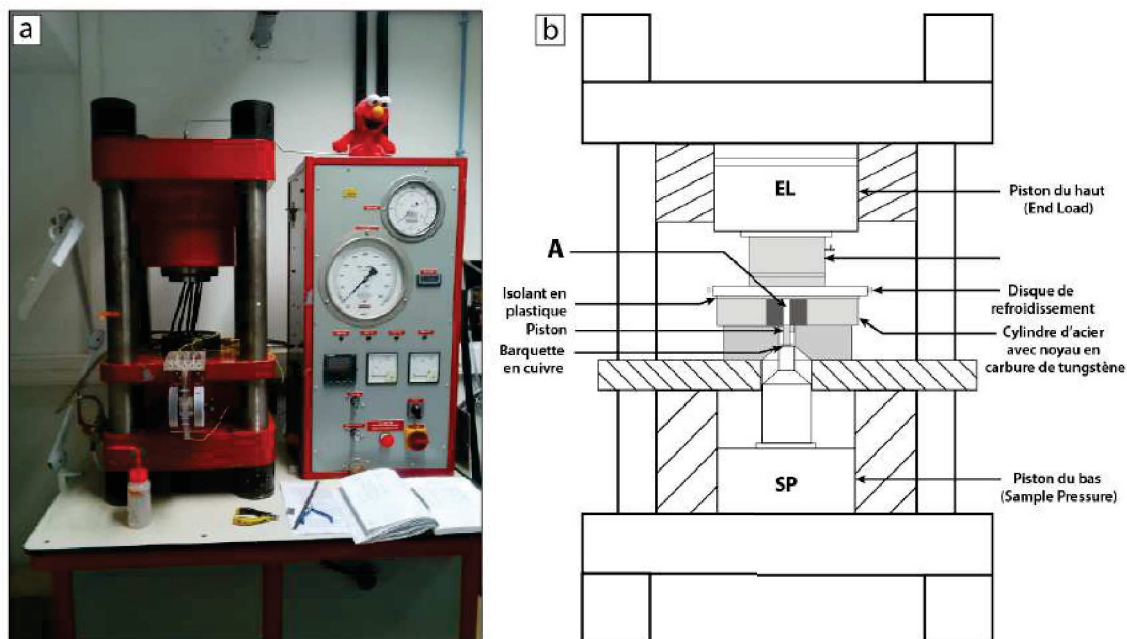 a
b
EL
Piston du haut
(End Load)
A
Isolant en
plastique
Piston
Barquette
en cuivre
Disque de
refroidissement
Cylindre d'acier
avec noyau en
carbure de tungstène
SP
Piston du bas
(Sample Pressure)